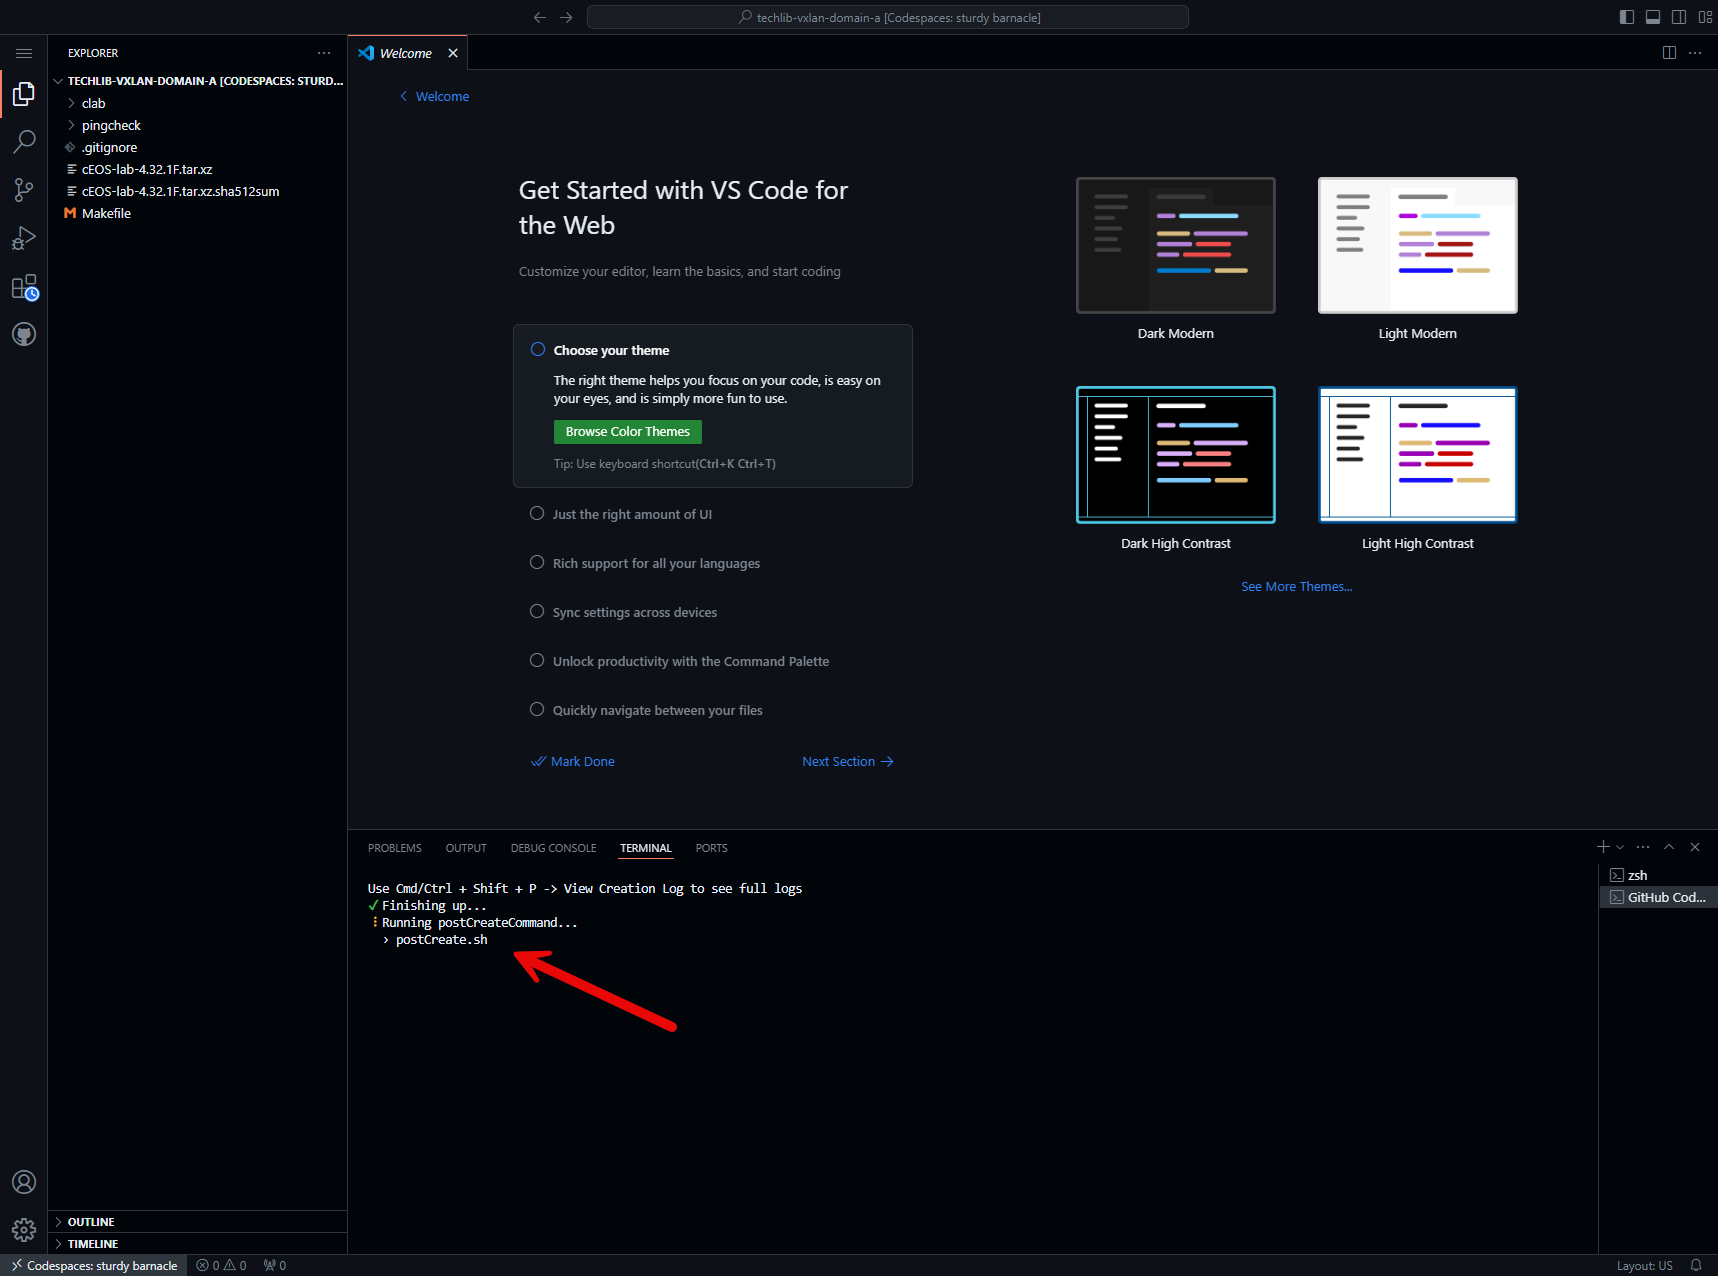 techlib-vxlan-domain-a [Codespaces: sturdy barnacle]
EXPLORER
TECHLIB-VXLAN-DOMAIN-A [CODESPACES: STURD...
clab
pingcheck
.gitignore
cEOS-lab-4.32.1F.tar.xz
cEOS-lab-4.32.1F.tar.xz.sha512sum
Makefile
OUTLINE
TIMELINE
Welcome
Welcome
Get Started with VS Code for
the Web
Customize your editor, learn the basics, and start coding
Choose your theme
The right theme helps you focus on your code, is easy on
your eyes, and is simply more fun to use.
Browse Color Themes
Tip: Use keyboard shortcut(Ctrl+K Ctrl+T)
Just the right amount of UI
Rich support for all your languages
Sync settings across devices
Unlock productivity with the Command Palette
Quickly navigate between your files
Mark Done
Next Section
Dark Modern
Light Modern
Dark High Contrast
Light High Contrast
See More Themes...
PROBLEMS OUTPUT DEBUG CONSOLE TERMINAL PORTS
Use Cmd/Ctrl + Shift + P -> View Creation Log to see full logs
✓ Finishing up...
⠇Running postCreateCommand...
› postCreate.sh
zsh
GitHub Cod...
Codespaces: sturdy barnacle 0 0 0
Layout: US